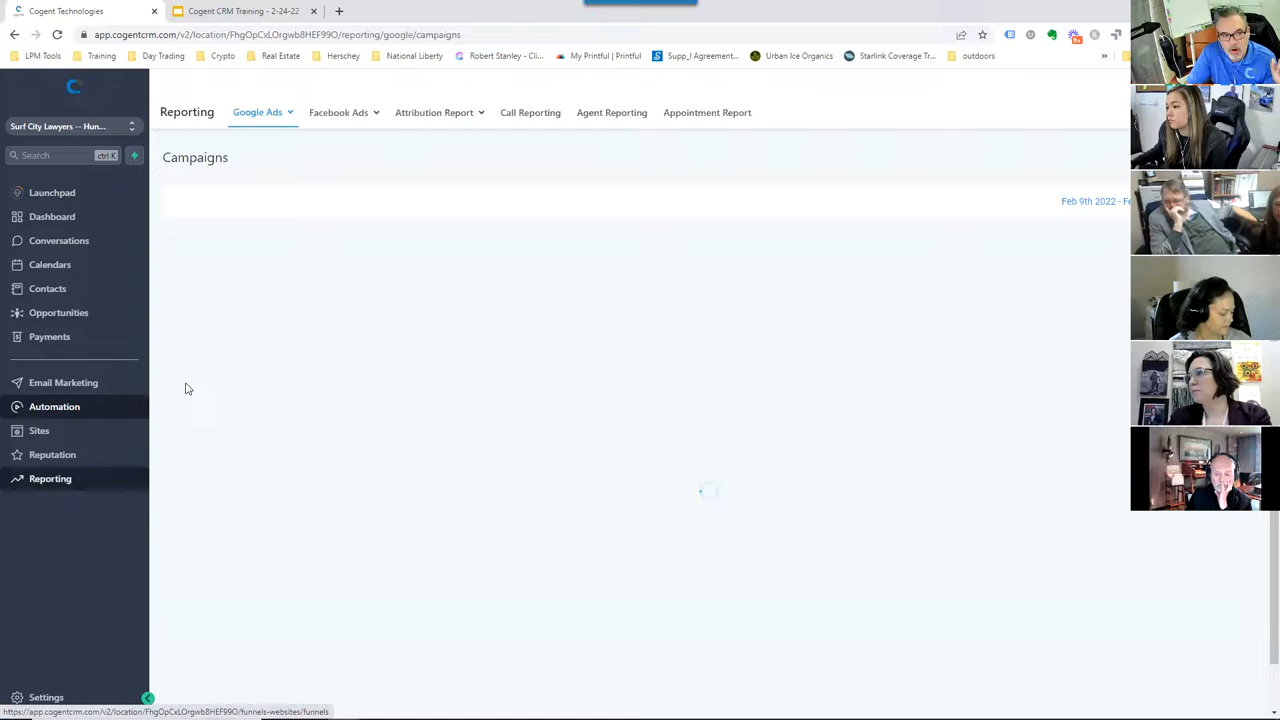 Cogent Technologies
Cogent CRM Training - 2-24-22
app.cogentcrm.com/v2/location/FhgOpCxLOrgwb8HEF99O/reporting/google/campaigns
LPM Tools
Training
Day Trading
Crypto
Real Estate
Herschey
National Liberty
Robert Stanley - Cli...
My Printful | Printful
Supp_l Agreement...
Urban Ice Organics
Starlink Coverage Tr...
outdoors
»
Surf City Lawyers -- Hun...
Search
ctrl K
Launchpad
Dashboard
Conversations
Calendars
Contacts
Opportunities
Payments
Email Marketing
Automation
Sites
Reputation
Reporting
Settings
Reporting
Google Ads
Facebook Ads
Attribution Report
Call Reporting
Agent Reporting
Appointment Report
Campaigns
Feb 9th 2022 - Fe
https://app.cogentcrm.com/v2/location/FhgOpCxLOrgwb8HEF99O/funnels-websites/funnels